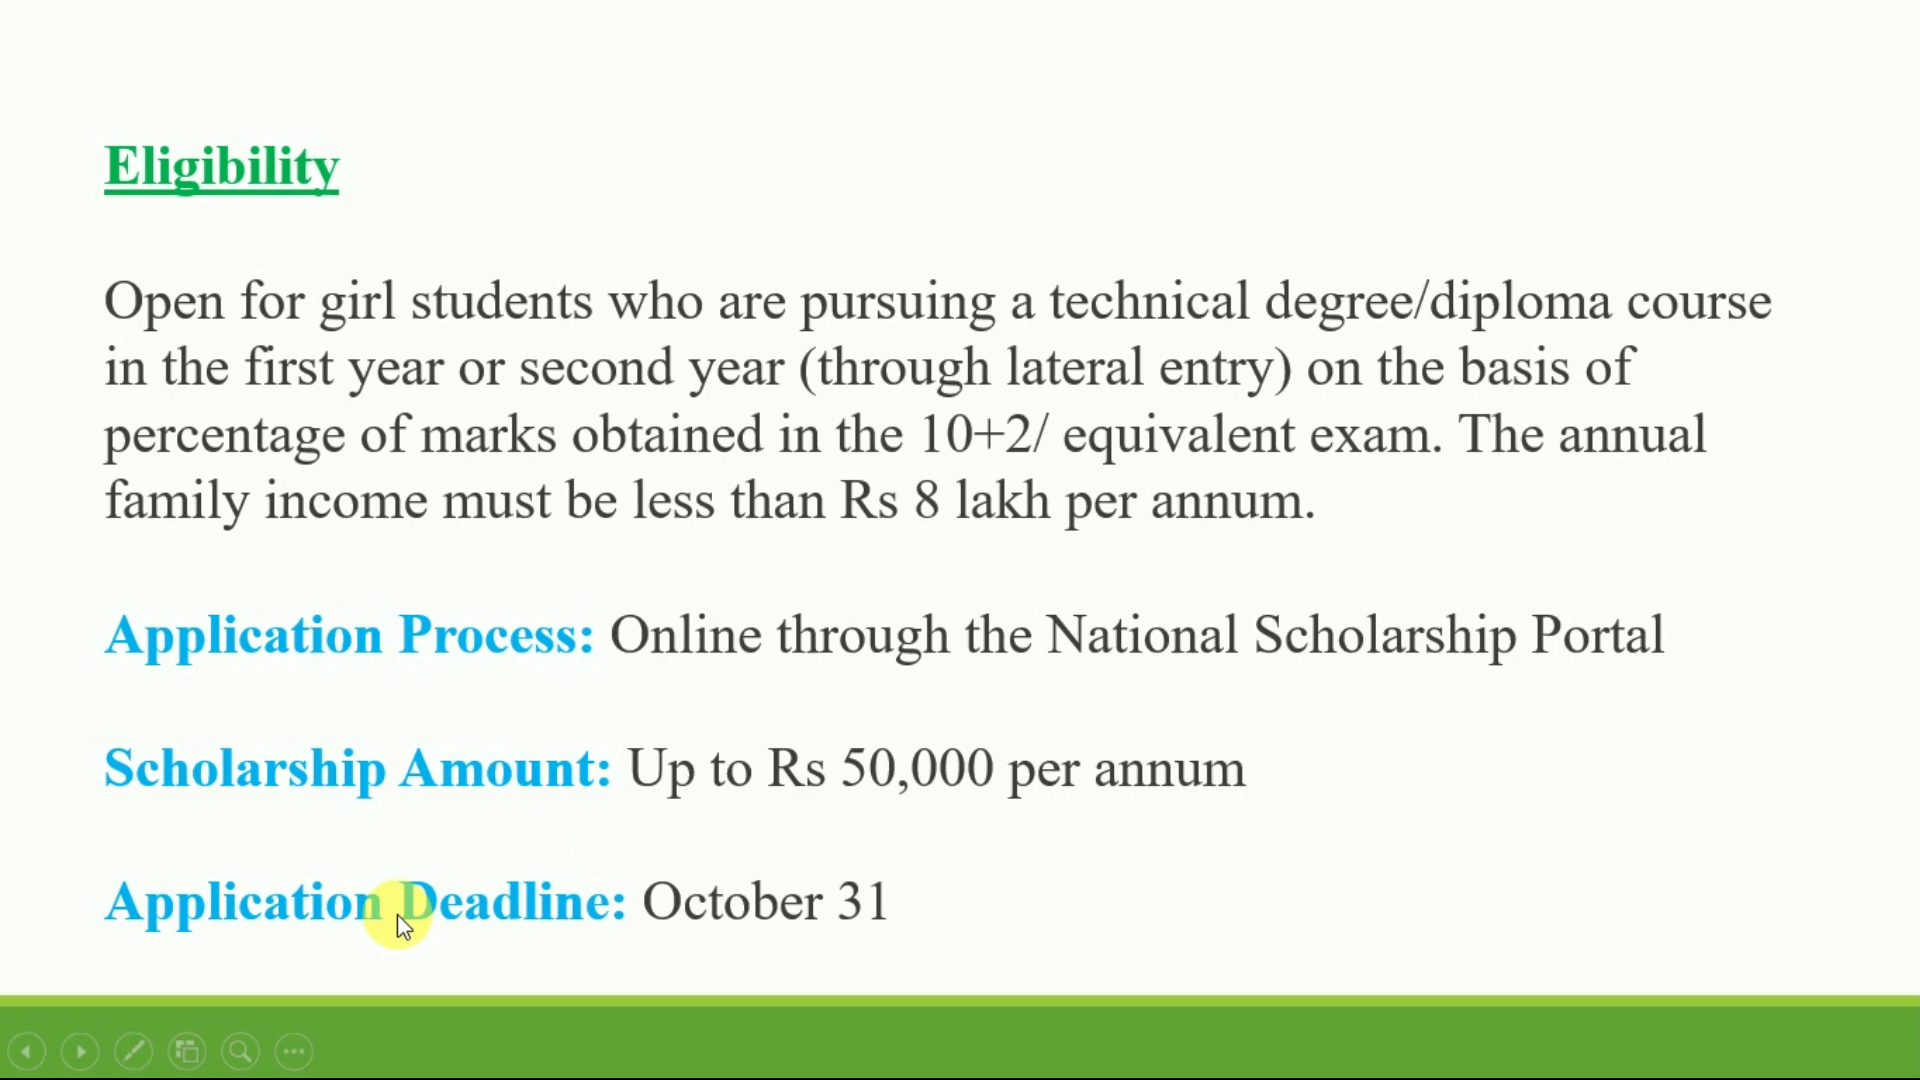 Eligibility
Open for girl students who are pursuing a technical degree/diploma course
in the first year or second year (through lateral entry) on the basis of
percentage of marks obtained in the 10+2/ equivalent exam. The annual
family income must be less than Rs 8 lakh per annum.
Application Process: Online through the National Scholarship Portal
Scholarship Amount: Up to Rs 50,000 per annum
Application Deadline: October 31